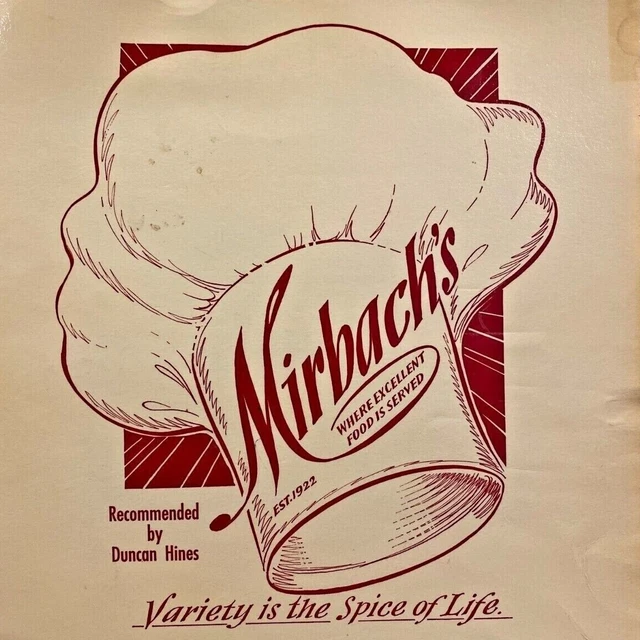 Mirbach's
WHERE EXCELLENT
FOOD IS SERVED
EST. 1922
Recommended
by
Duncan Hines
Variety is the Spice of Life.